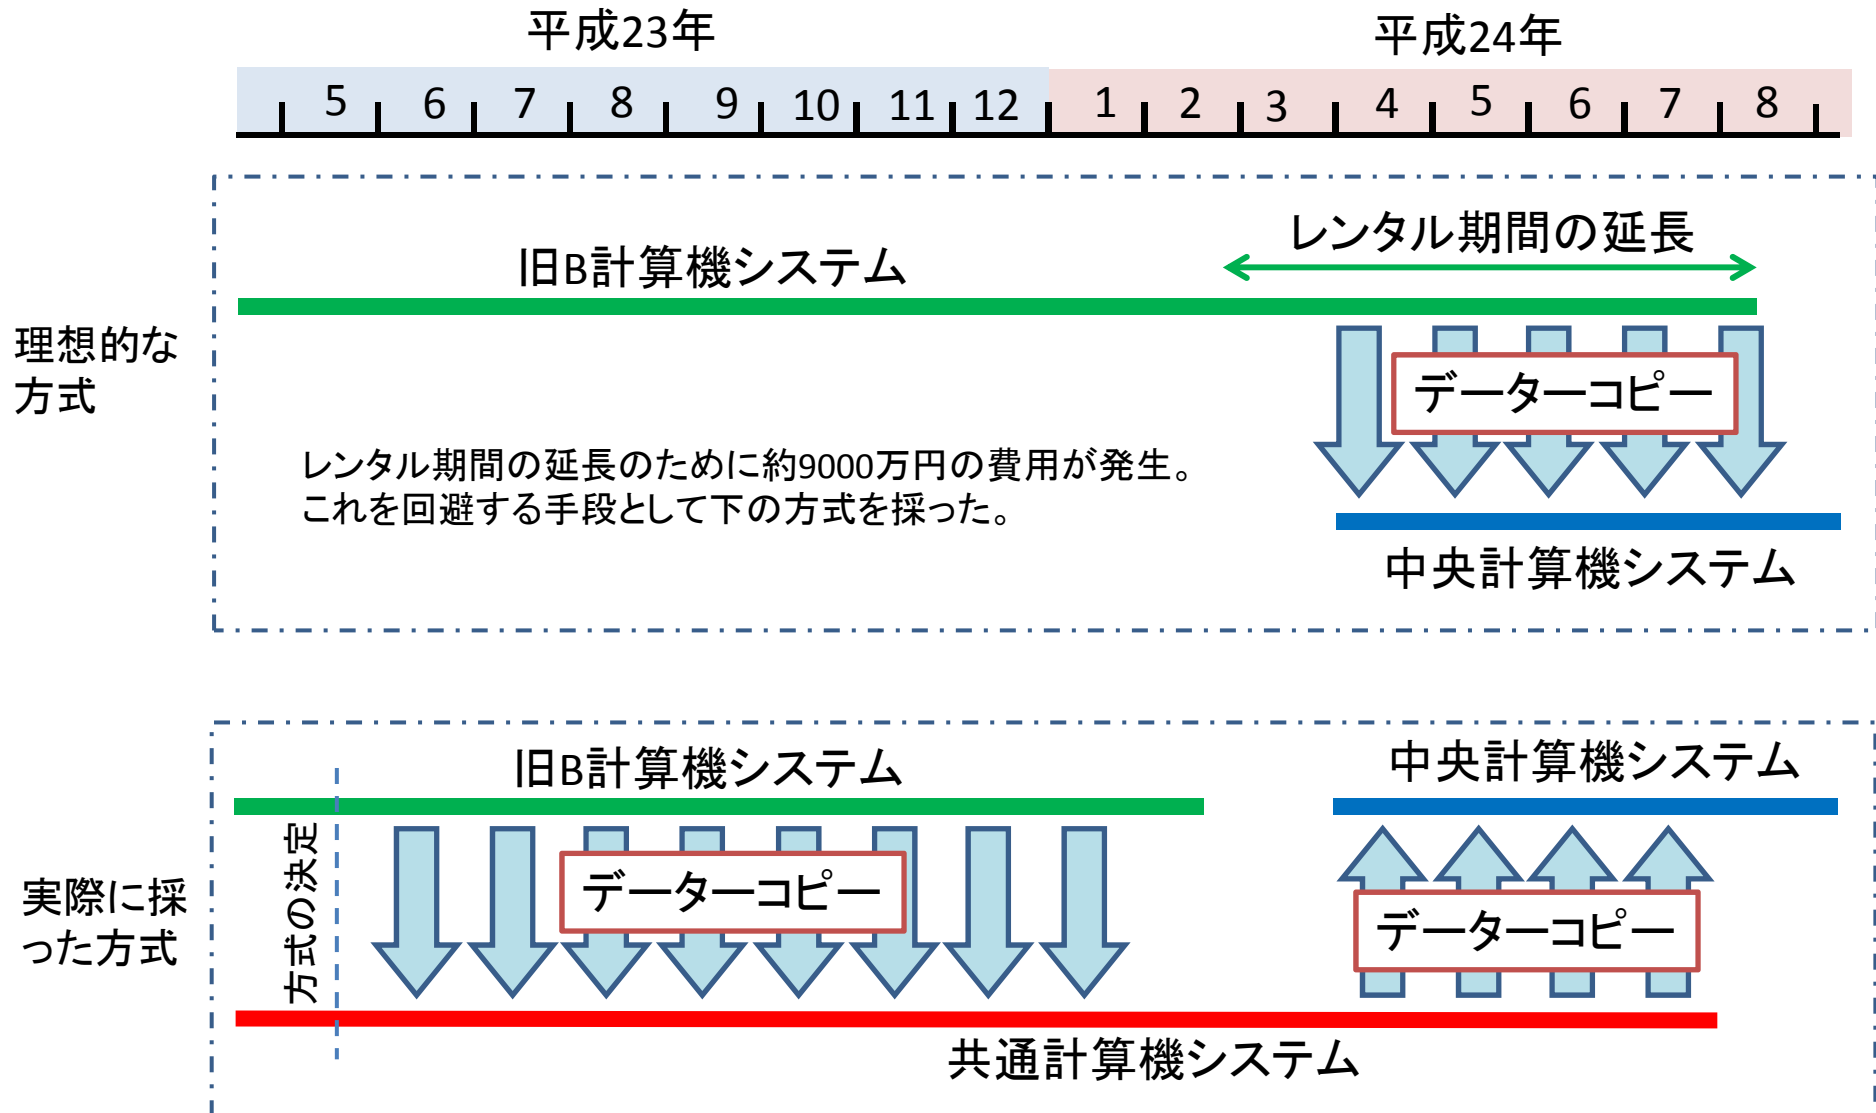 平成23年
平成24年
5 6 7 8 9 10 11 12 1 2 3 4 5 6 7 8
レンタル期間の延長
旧B計算機システム
理想的な
方式
データーコピー
レンタル期間の延長のために約9000万円の費用が発生。
これを回避する手段として下の方式を採った。
中央計算機システム
旧B計算機システム
中央計算機システム
方式の決定
実際に採
った方式
データーコピー
データーコピー
共通計算機システム